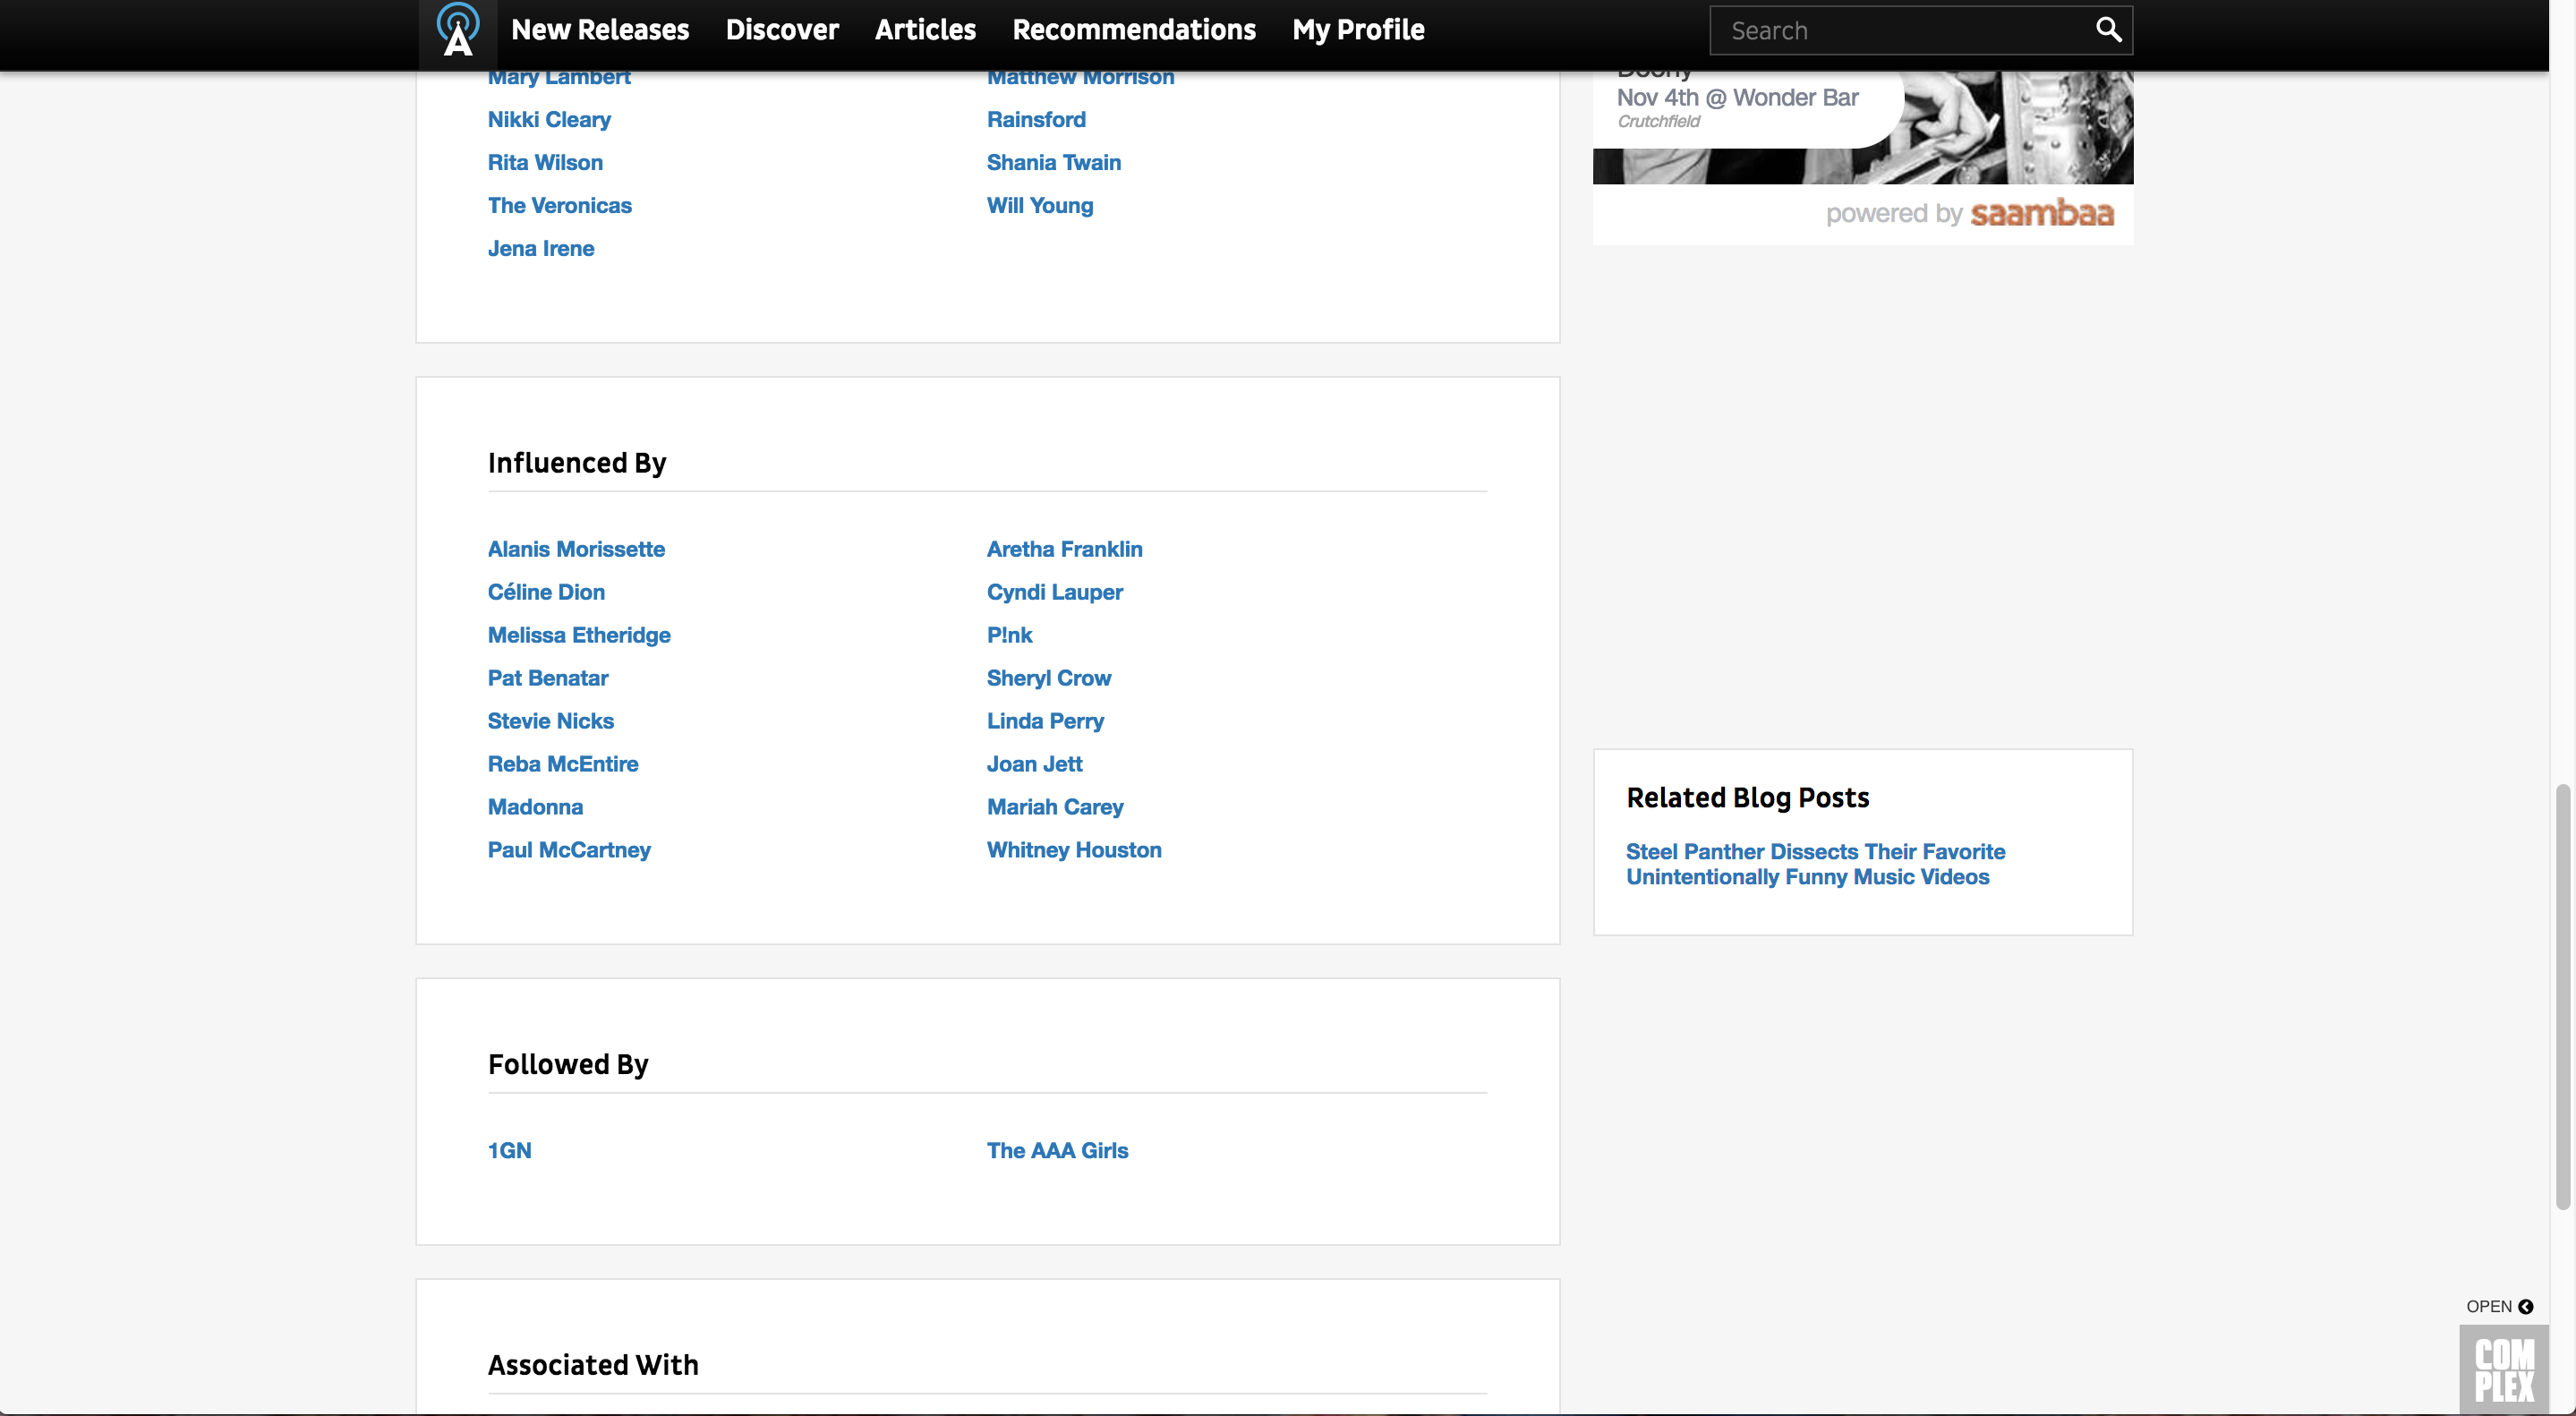 New Releases Discover Articles Recommendations My Profile
Search
Mary Lambert
Matthew Morrison
Nikki Cleary
Rainsford
Rita Wilson
Shania Twain
The Veronicas
Will Young
Jena Irene
Nov 4th @ Wonder Bar
Crutchfield
powered by saambaa
Influenced By
Alanis Morissette
Aretha Franklin
Céline Dion
Cyndi Lauper
Melissa Etheridge
P!nk
Pat Benatar
Sheryl Crow
Stevie Nicks
Linda Perry
Reba McEntire
Joan Jett
Madonna
Mariah Carey
Paul McCartney
Whitney Houston
Related Blog Posts
Steel Panther Dissects Their Favorite
Unintentionally Funny Music Videos
Followed By
1GN
The AAA Girls
Associated With
OPEN
COM
PLEX